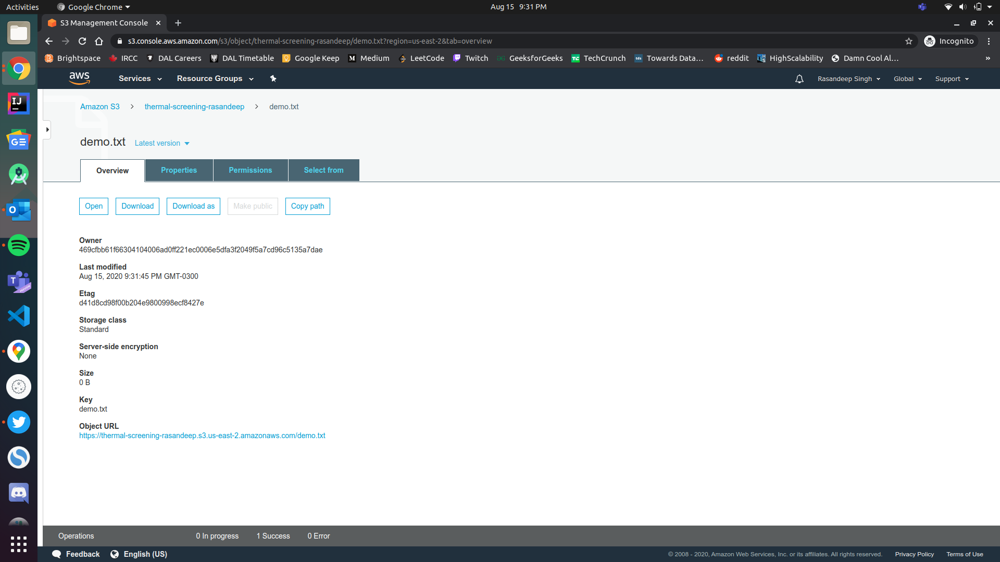 Activities Google Chrome Aug 15 9:31 PM
S3 Management Console
s3.console.aws.amazon.com/s3/object/thermal-screening-rasandeep/demo.txt?region=us-east-2&tab=overview Incognito
Brightspace IRCC DAL Careers DAL Timetable Google Keep Medium LeetCode Twitch GeeksforGeeks TechCrunch Towards Data… reddit HighScalability Damn Cool Al… »
aws Services Resource Groups Rasandeep Singh Global Support
Amazon S3 > thermal-screening-rasandeep > demo.txt
demo.txt Latest version
Overview Properties Permissions Select from
Open Download Download as Make public Copy path
Owner
469cfbb61f66304104006ad0ff221ec0006e5dfa3f2049f5a7cd96c5135a7dae
Last modified
Aug 15, 2020 9:31:45 PM GMT-0300
Etag
d41d8cd98f00b204e9800998ecf8427e
Storage class
Standard
Server-side encryption
None
Size
0 B
Key
demo.txt
Object URL
https://thermal-screening-rasandeep.s3.us-east-2.amazonaws.com/demo.txt
Operations 0 In progress 1 Success 0 Error
Feedback English (US) © 2008 - 2020, Amazon Web Services, Inc. or its affiliates. All rights reserved. Privacy Policy Terms of Use